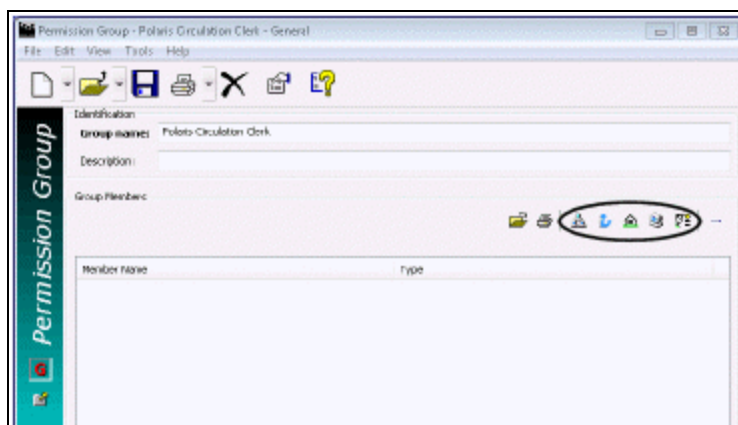 Permission Group - Polaris Circulation Clerk - General
File Edit View Tools Help
Identification
Group name: Polaris Circulation Clerk
Description:
Group Members
Member Name Type
Permission Group
G